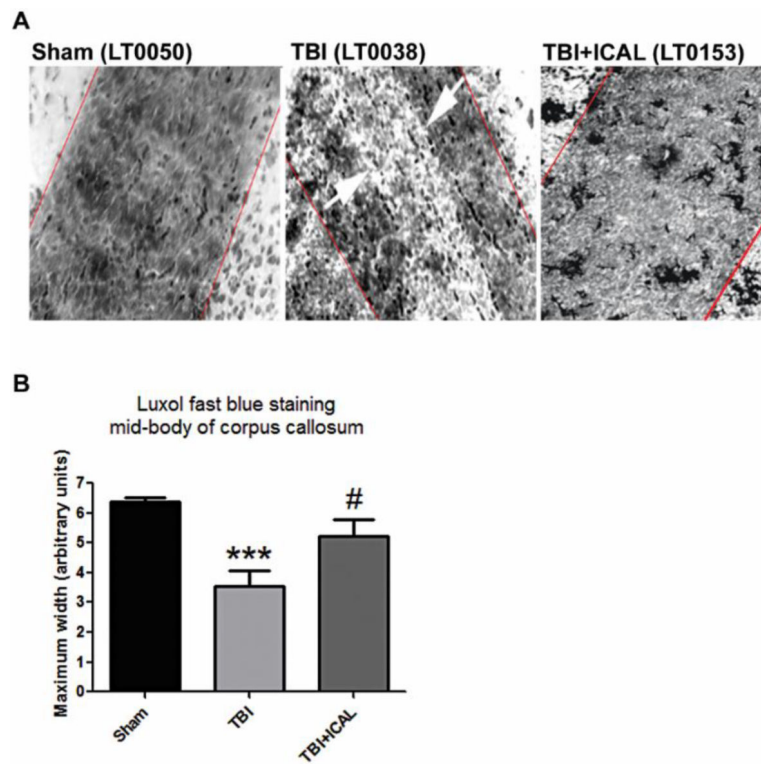 A
Sham (LT0050) TBI (LT0038) TBI+ICAL (LT0153)
B
Luxol fast blue staining
mid-body of corpus callosum
Maximum width (arbitrary units)
7
6
5
4
3
2
1
0
***
#
Sham TBI TBI+ICAL